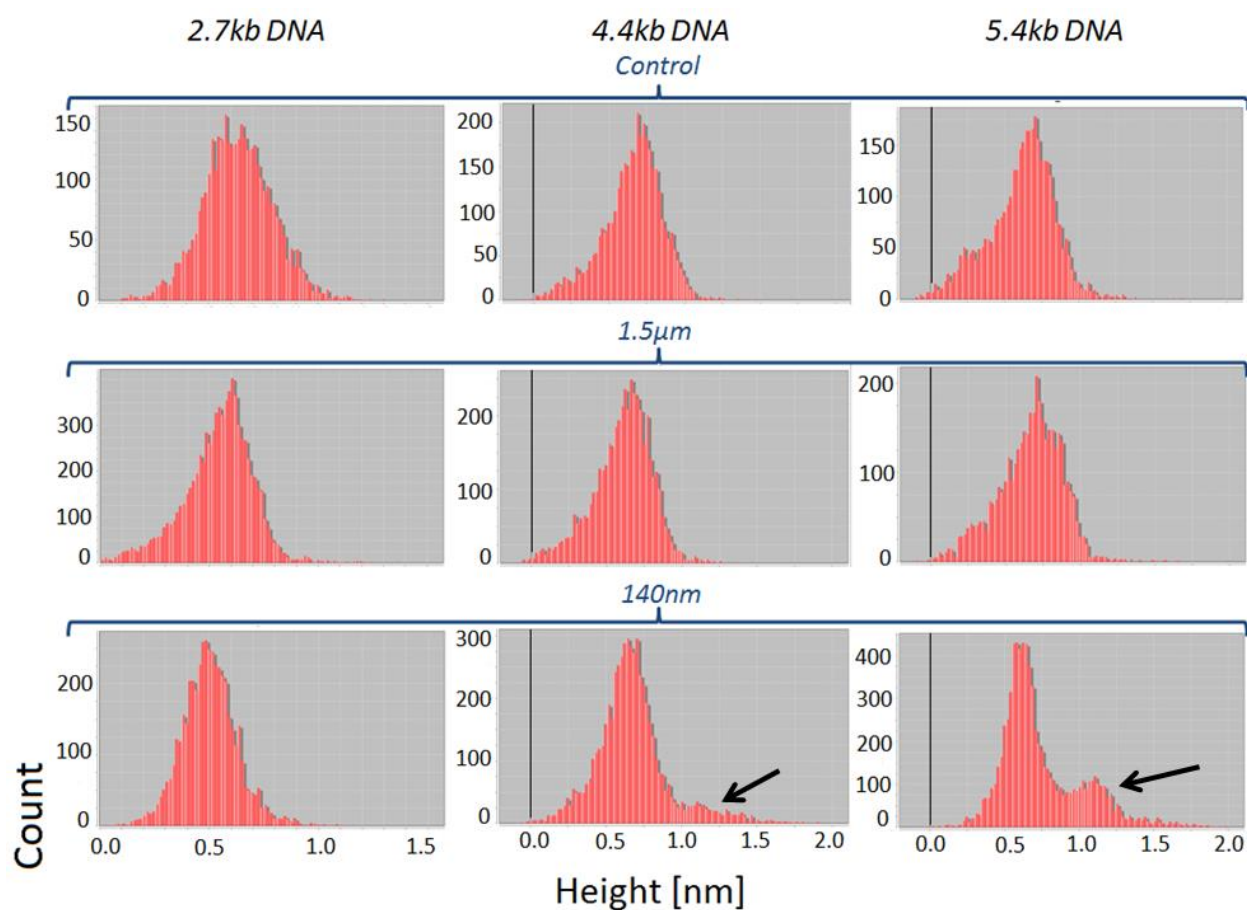 2.7kb DNA 4.4kb DNA 5.4kb DNA
Control
150 100 50 0
200 150 100 50 0
150 100 50 0
1.5µm
300 200 100 0
200 100 0
200 100 0
140nm
200 100 0
300 200 100 0
400 300 200 100 0
0.0 0.5 1.0 1.5
0.0 0.5 1.0 1.5 2.0
0.0 0.5 1.0 1.5 2.0
Count
Height [nm]